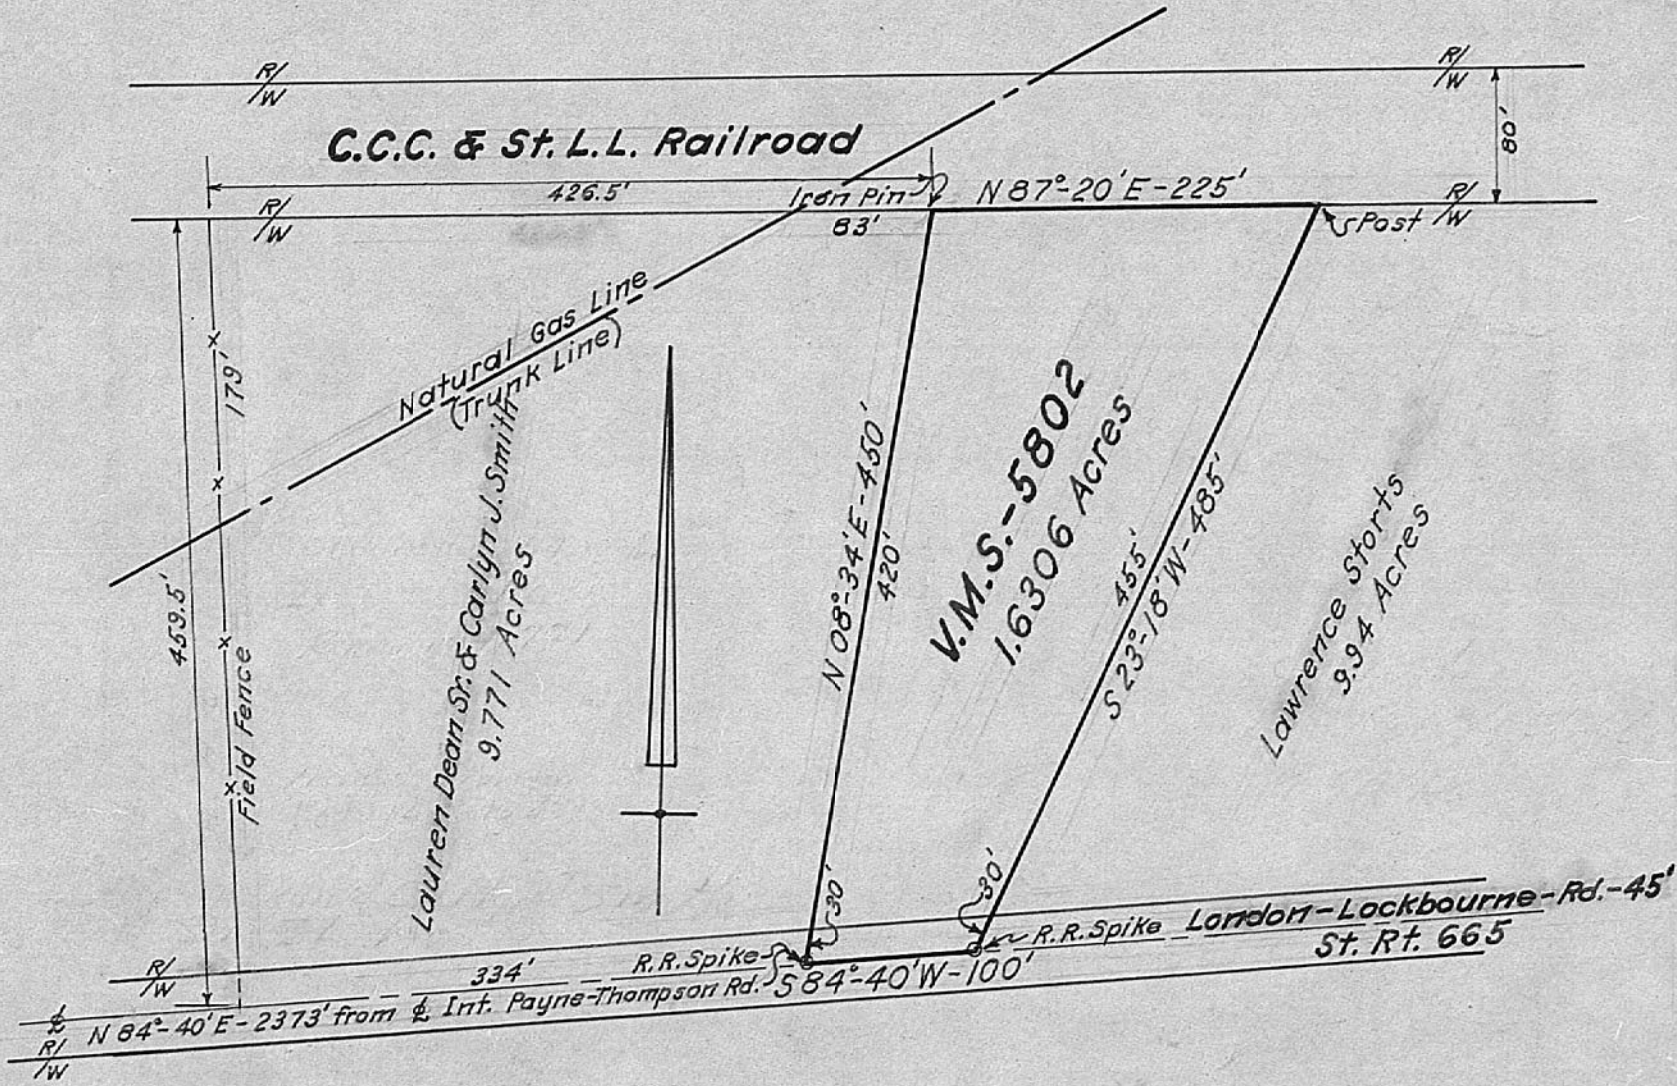 R/W
R/W
C.C.C. & St. L.L. Railroad
80'
426.5'
Iron Pin
N 87°-20'E-225'
R/W
R/W
83'
Post
Natural Gas Line
(Trunk Line)
179'
459.5'
Field Fence
Lauren Dean Sr. & Carlyn J. Smith
9.771 Acres
N 08°-34'E-450'
420'
V.M.S.-5802
1.6306 Acres
455'
S 23°-18'W-485'
Lawrence Storts
9.94 Acres
30'
30'
R.R. Spike
London-Lockbourne-Rd.-45'
St. Rt. 665
R/W
334'
R.R. Spike
S 84°-40'W-100'
℄
N 84°-40'E-2373' from ℄ Int. Payne-Thompson Rd.
R/W